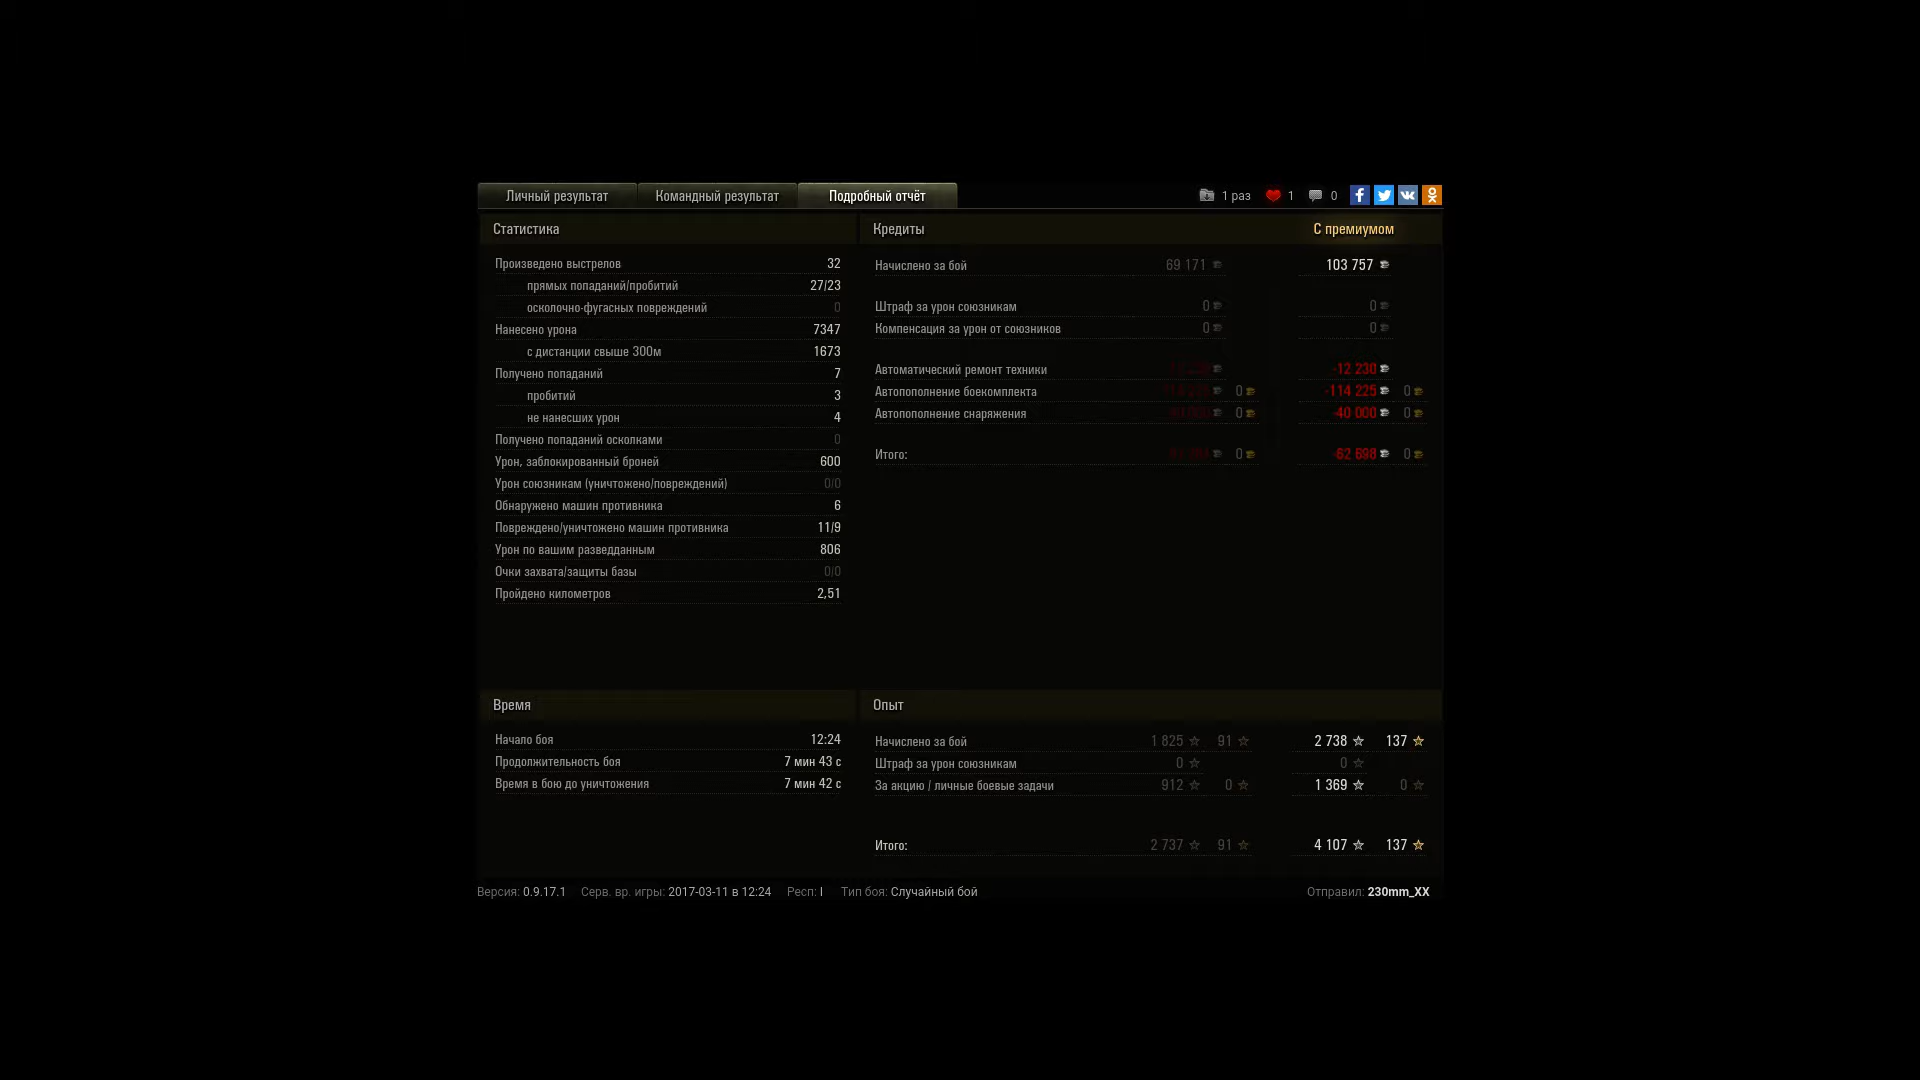 Личный результат Командный результат Подробный отчёт 1 раз 1 0
Статистика
Произведено выстрелов 32
прямых попаданий/пробитий 27/23
осколочно-фугасных повреждений 0
Нанесено урона 7347
с дистанции свыше 300м 1673
Получено попаданий 7
пробитий 3
не нанесших урон 4
Получено попаданий осколками 0
Урон, заблокированный броней 600
Урон союзникам (уничтожено/повреждений) 0/0
Обнаружено машин противника 6
Повреждено/уничтожено машин противника 11/9
Урон по вашим разведданным 806
Очки захвата/защиты базы 0/0
Пройдено километров 2,51
Кредиты С премиумом
Начислено за бой 69 171 103 757
Штраф за урон союзникам 0 0
Компенсация за урон от союзников 0 0
Автоматический ремонт техники -12 230
Автопополнение боекомплекта 0 -114 225 0
Автопополнение снаряжения 0 -40 000 0
Итого: 0 -62 698 0
Время
Начало боя 12:24
Продолжительность боя 7 мин 43 с
Время в бою до уничтожения 7 мин 42 с
Опыт
Начислено за бой 1 825 91 2 738 137
Штраф за урон союзникам 0 0
За акцию / личные боевые задачи 912 0 1 369 0
Итого: 2 737 91 4 107 137
Версия: 0.9.17.1 Серв. вр. игры: 2017-03-11 в 12:24 Респ: I Тип боя: Случайный бой Отправил: 230mm_XX